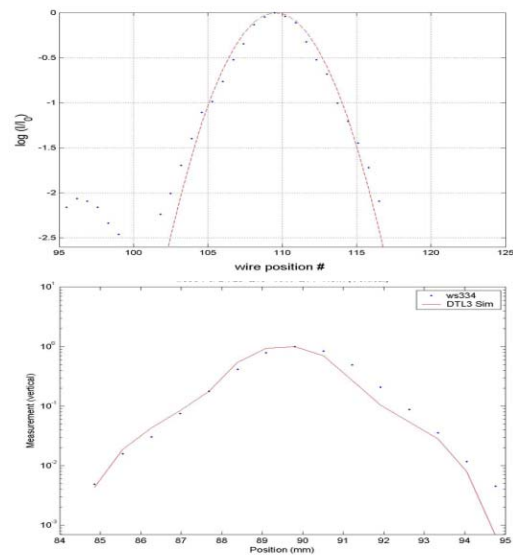 0
-0.5
-1
-1.5
-2
-2.5
log (I/I0)
95 100 105 110 115 120 125
wire position #
10^1
10^0
10^-1
10^-2
10^-3
Measurement (vertical)
ws334
DTL3 Sim
84 85 86 87 88 89 90 91 92 93 94 95
Position (mm)